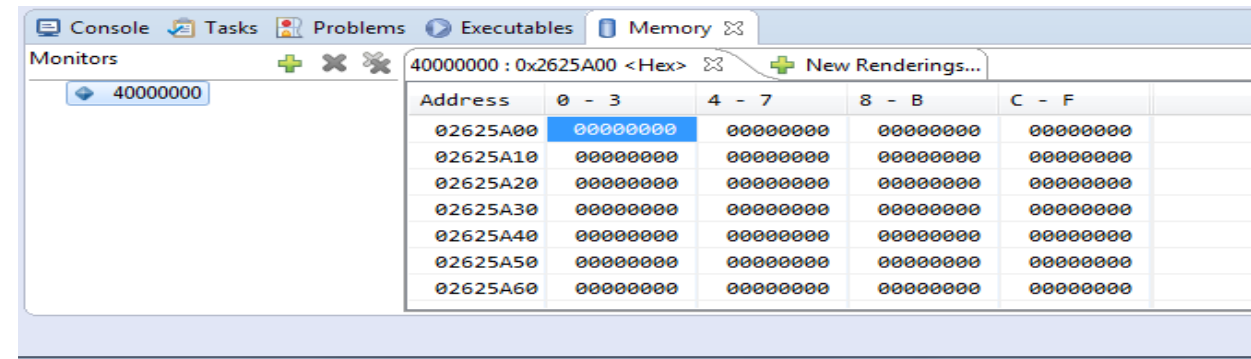 Console Tasks Problems Executables Memory
Monitors
40000000
40000000 : 0x2625A00 <Hex> New Renderings...
Address 0 - 3 4 - 7 8 - B C - F
02625A00 00000000 00000000 00000000 00000000
02625A10 00000000 00000000 00000000 00000000
02625A20 00000000 00000000 00000000 00000000
02625A30 00000000 00000000 00000000 00000000
02625A40 00000000 00000000 00000000 00000000
02625A50 00000000 00000000 00000000 00000000
02625A60 00000000 00000000 00000000 00000000